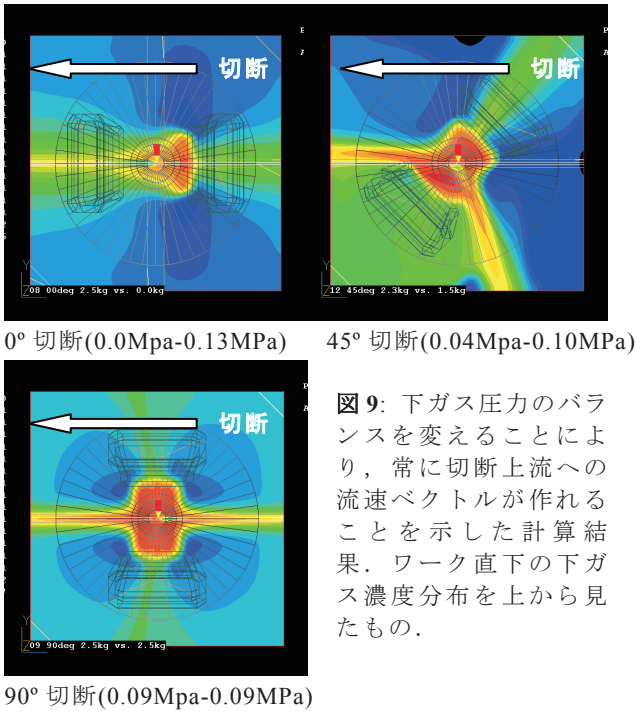 切断
切断
08 00deg 2.5kg vs. 0.0kg
12 45deg 2.3kg vs. 1.5kg
0º 切断(0.0Mpa-0.13MPa)
45º 切断(0.04Mpa-0.10MPa)
切断
09 90deg 2.5kg vs. 2.5kg
90º 切断(0.09Mpa-0.09MPa)
図 9: 下ガス圧力のバラ
ンスを変えることによ
り，常に切断上流への
流速ベクトルが作れる
ことを示した計算結
果．ワーク直下の下ガ
ス濃度分布を上から見
たもの．